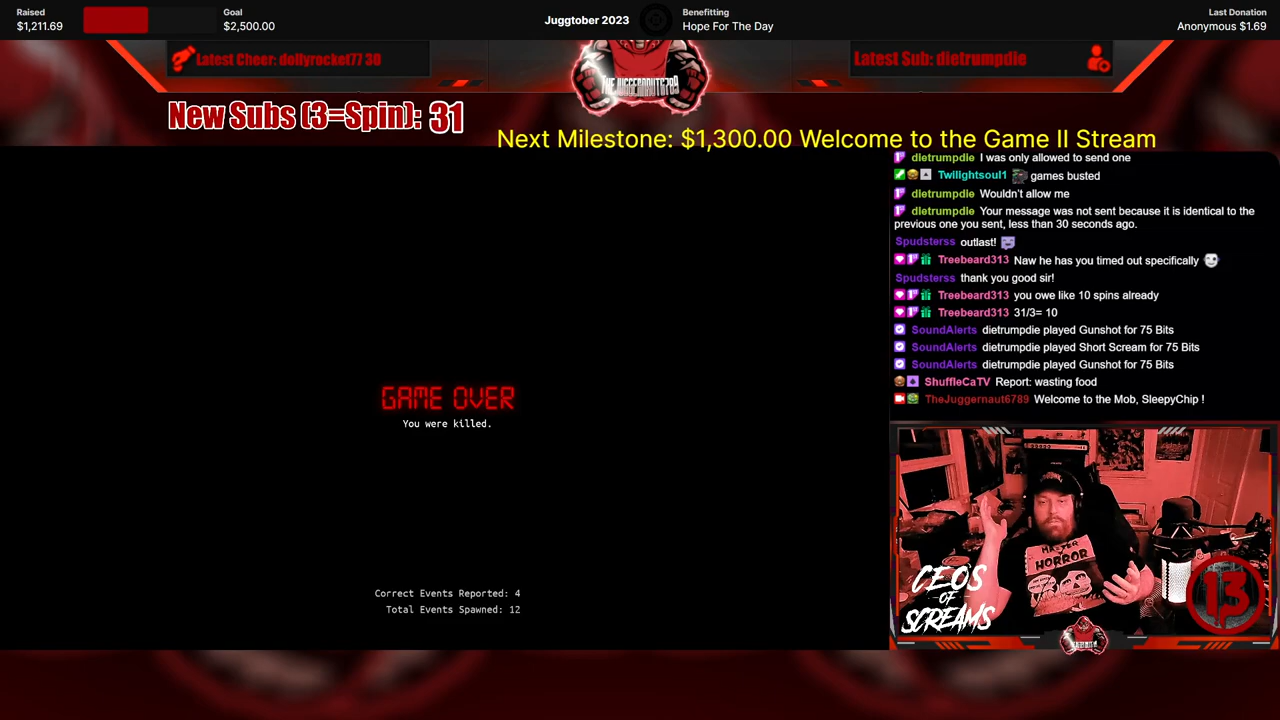 Raised
$1,211.69
Goal
$2,500.00
Juggtober 2023
Benefitting
Hope For The Day
Last Donation
Anonymous $1.69
Latest Cheer: dollyrocket77 30
THEJUGGERNAUT6789
Latest Sub: dietrumpdie
New Subs (3=Spin): 31
Next Milestone: $1,300.00 Welcome to the Game II Stream
dietrumpdie I was only allowed to send one
Twilightsoul1 games busted
dietrumpdie Wouldn't allow me
dietrumpdie Your message was not sent because it is identical to the
previous one you sent, less than 30 seconds ago.
Spudsterss outlast!
Treebeard313 Naw he has you timed out specifically
Spudsterss thank you good sir!
Treebeard313 you owe like 10 spins already
Treebeard313 31/3= 10
SoundAlerts dietrumpdie played Gunshot for 75 Bits
SoundAlerts dietrumpdie played Short Scream for 75 Bits
SoundAlerts dietrumpdie played Gunshot for 75 Bits
ShuffleCaTV Report: wasting food
TheJuggernaut6789 Welcome to the Mob, SleepyChip !
GAME OVER
You were killed.
Correct Events Reported: 4
Total Events Spawned: 12
MASTER
HORROR
CEOS
OF
SCREAMS
13